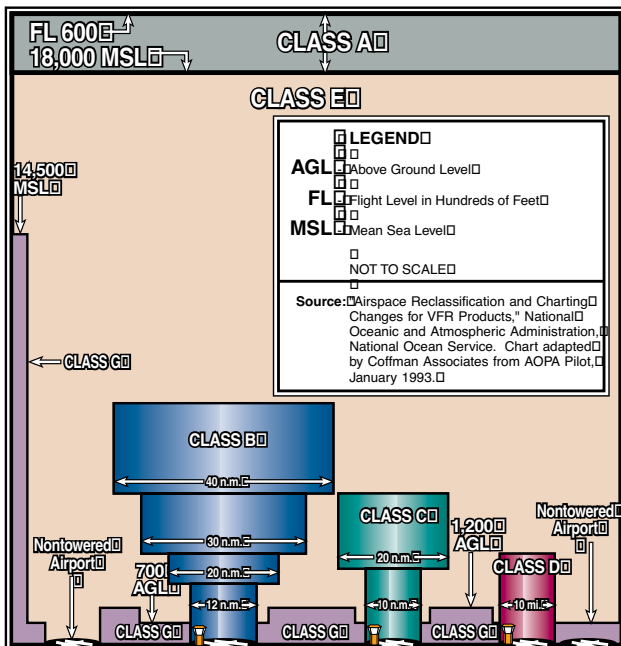 FL 600
18,000 MSL
CLASS A
CLASS E
14,500
MSL
LEGEND
AGL - Above Ground Level
FL - Flight Level in Hundreds of Feet
MSL - Mean Sea Level
NOT TO SCALE
Source: "Airspace Reclassification and Charting
Changes for VFR Products," National
Oceanic and Atmospheric Administration,
National Ocean Service. Chart adapted
by Coffman Associates from AOPA Pilot,
January 1993.
CLASS G
CLASS B
40 n.m.
30 n.m.
20 n.m.
12 n.m.
CLASS C
20 n.m.
10 n.m.
Nontowered
Airport
700
AGL
1,200
AGL
CLASS D
10 mi.
Nontowered
Airport
CLASS G
CLASS G
CLASS G